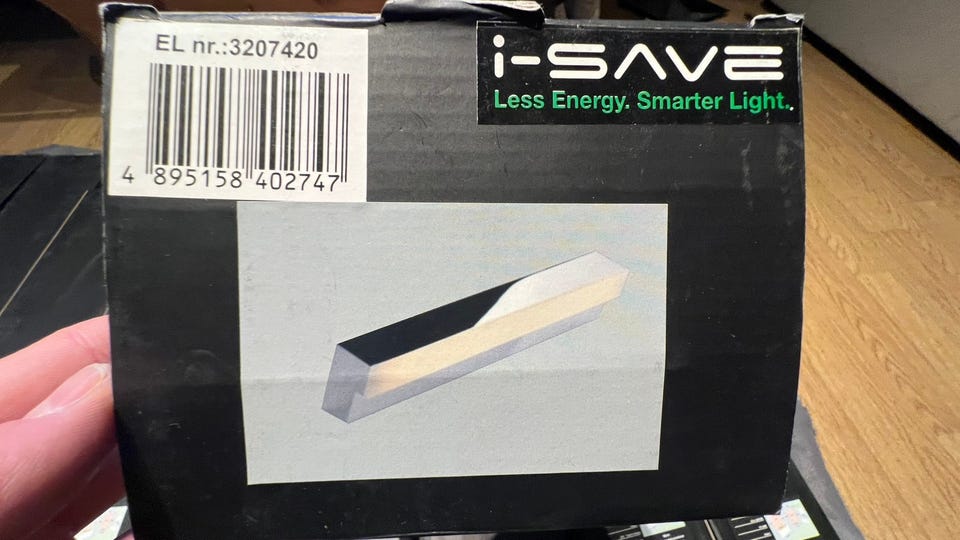 EL nr.:3207420
4 895158 402747
i-SAVE
Less Energy. Smarter Light.